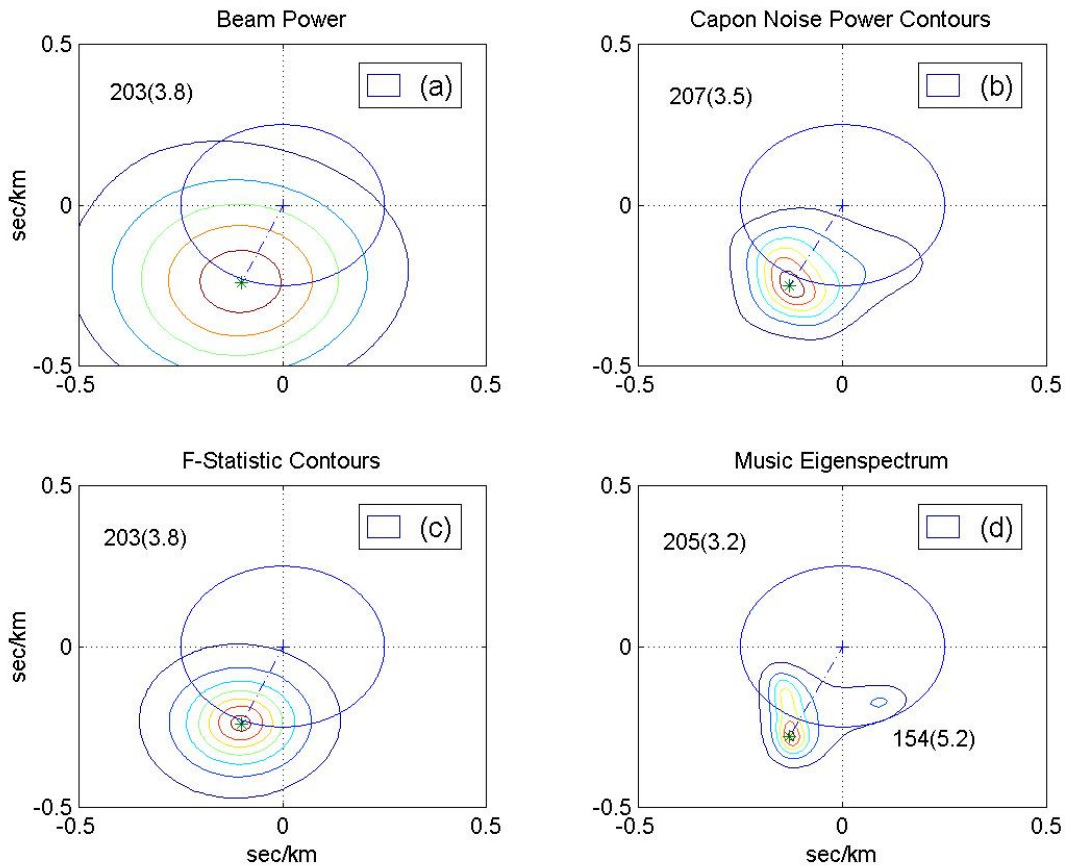 Beam Power
0.5
203(3.8)
(a)
sec/km
0
-0.5
-0.5
0
0.5
Capon Noise Power Contours
0.5
207(3.5)
(b)
0
-0.5
-0.5
0
0.5
F-Statistic Contours
0.5
203(3.8)
(c)
sec/km
0
-0.5
-0.5
0
0.5
sec/km
Music Eigenspectrum
0.5
205(3.2)
(d)
0
154(5.2)
-0.5
-0.5
0
0.5
sec/km